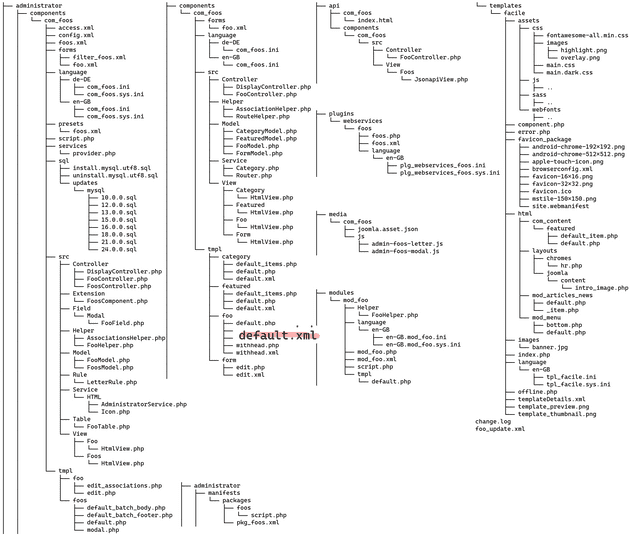 administrator
components
com_foos
access.xml
config.xml
foos.xml
forms
filter_foos.xml
foo.xml
language
de-DE
com_foos.ini
com_foos.sys.ini
en-GB
com_foos.ini
com_foos.sys.ini
presets
foos.xml
script.php
services
provider.php
sql
install.mysql.utf8.sql
uninstall.mysql.utf8.sql
updates
mysql
10.0.0.sql
12.0.0.sql
13.0.0.sql
15.0.0.sql
16.0.0.sql
18.0.0.sql
21.0.0.sql
24.0.0.sql
src
Controller
DisplayController.php
FooController.php
FoosController.php
Extension
FoosComponent.php
Field
Modal
FooField.php
Helper
AssociationsHelper.php
FooHelper.php
Model
FooModel.php
FoosModel.php
Rule
LetterRule.php
Service
HTML
AdministratorService.php
Icon.php
Table
FooTable.php
View
Foo
HtmlView.php
Foos
HtmlView.php
tmpl
foo
edit_associations.php
edit.php
foos
default_batch_body.php
default_batch_footer.php
default.php
modal.php
components
com_foos
forms
foo.xml
language
de-DE
com_foos.ini
en-GB
com_foos.ini
src
Controller
DisplayController.php
FooController.php
Helper
AssociationHelper.php
RouteHelper.php
Model
CategoryModel.php
FeaturedModel.php
FooModel.php
FormModel.php
Service
Category.php
Router.php
View
Category
HtmlView.php
Featured
HtmlView.php
Foo
HtmlView.php
Form
HtmlView.php
tmpl
category
default_items.php
default.php
default.xml
featured
default_items.php
default.php
default.xml
foo
default.php
default.xml
withhead.php
withhead.xml
form
edit.php
edit.xml
administrator
manifests
packages
foos
script.php
pkg_foos.xml
api
com_foos
index.html
components
com_foos
src
Controller
FooController.php
View
Foos
JsonapiView.php
plugins
webservices
foos
foos.php
foos.xml
language
en-GB
plg_webservices_foos.ini
plg_webservices_foos.sys.ini
media
com_foos
joomla.asset.json
js
admin-foos-letter.js
admin-foos-modal.js
modules
mod_foo
Helper
FooHelper.php
language
en-GB
en-GB.mod_foo.ini
en-GB.mod_foo.sys.ini
mod_foo.php
mod_foo.xml
script.php
tmpl
default.php
templates
facile
assets
css
fontawesome-all.min.css
images
highlight.png
overlay.png
main.css
main.dark.css
js
..
sass
..
webfonts
..
component.php
error.php
favicon_package
android-chrome-192×192.png
android-chrome-512×512.png
apple-touch-icon.png
browserconfig.xml
favicon-16×16.png
favicon-32×32.png
favicon.ico
mstile-150×150.png
site.webmanifest
html
com_content
featured
default_item.php
default.php
layouts
chromes
hr.php
joomla
content
intro_image.php
mod_articles_news
default.php
_item.php
mod_menu
bottom.php
default.php
images
banner.jpg
index.php
language
en-GB
tpl_facile.ini
tpl_facile.sys.ini
offline.php
templateDetails.xml
template_preview.png
template_thumbnail.png
change.log
foo_update.xml